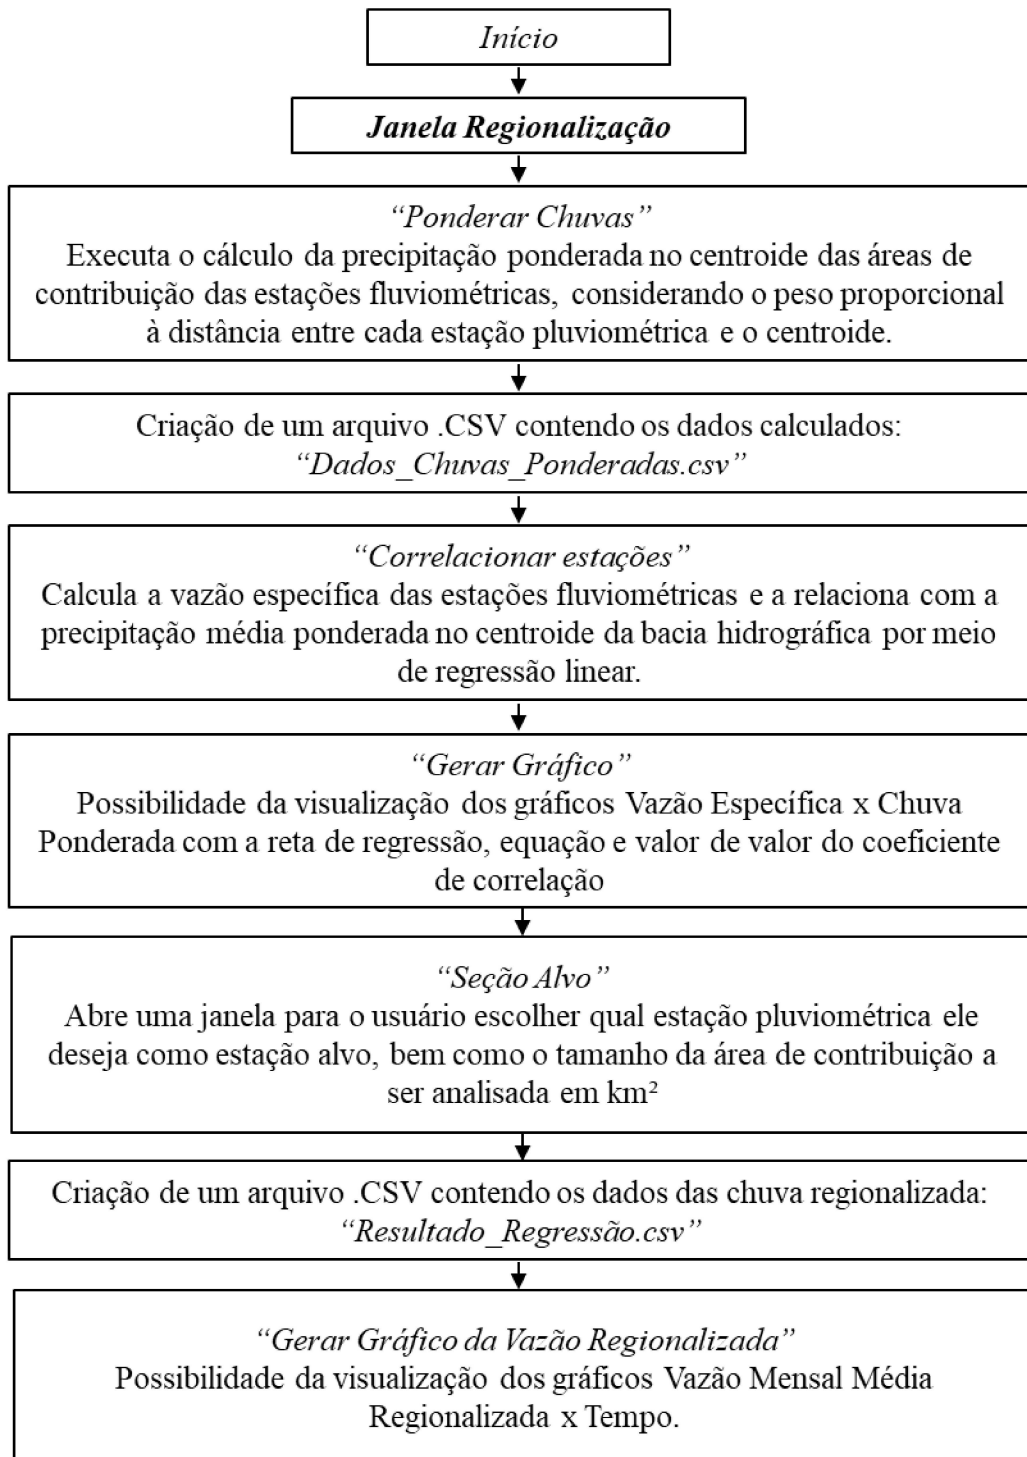 Início
Janela Regionalização
“Ponderar Chuvas”
Executa o cálculo da precipitação ponderada no centroide das áreas de
contribuição das estações fluviométricas, considerando o peso proporcional
à distância entre cada estação pluviométrica e o centroide.
Criação de um arquivo .CSV contendo os dados calculados:
“Dados_Chuvas_Ponderadas.csv”
“Correlacionar estações”
Calcula a vazão específica das estações fluviométricas e a relaciona com a
precipitação média ponderada no centroide da bacia hidrográfica por meio
de regressão linear.
“Gerar Gráfico”
Possibilidade da visualização dos gráficos Vazão Específica x Chuva
Ponderada com a reta de regressão, equação e valor de valor do coeficiente
de correlação
“Seção Alvo”
Abre uma janela para o usuário escolher qual estação pluviométrica ele
deseja como estação alvo, bem como o tamanho da área de contribuição a
ser analisada em km²
Criação de um arquivo .CSV contendo os dados das chuva regionalizada:
“Resultado_Regressão.csv”
“Gerar Gráfico da Vazão Regionalizada”
Possibilidade da visualização dos gráficos Vazão Mensal Média
Regionalizada x Tempo.